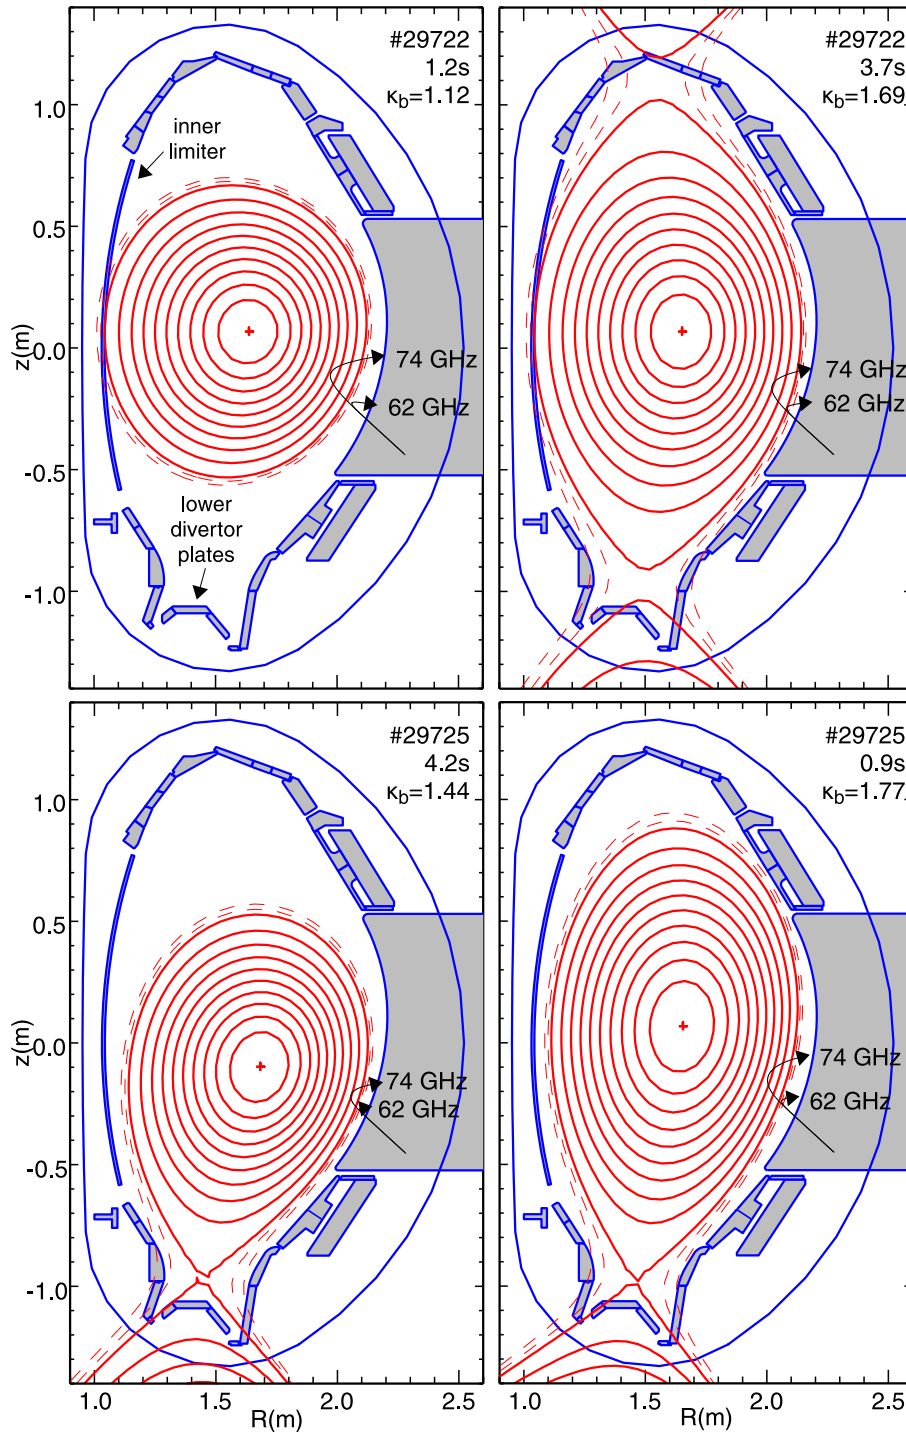 #29722
1.2s
κb=1.12
inner
limiter
74 GHz
62 GHz
lower
divertor
plates
z(m)
1.0
0.5
0.0
-0.5
-1.0
#29722
3.7s
κb=1.69
74 GHz
62 GHz
#29725
4.2s
κb=1.44
74 GHz
62 GHz
z(m)
1.0
0.5
0.0
-0.5
-1.0
1.0 1.5 2.0 2.5
R(m)
#29725
0.9s
κb=1.77
74 GHz
62 GHz
1.0 1.5 2.0 2.5
R(m)